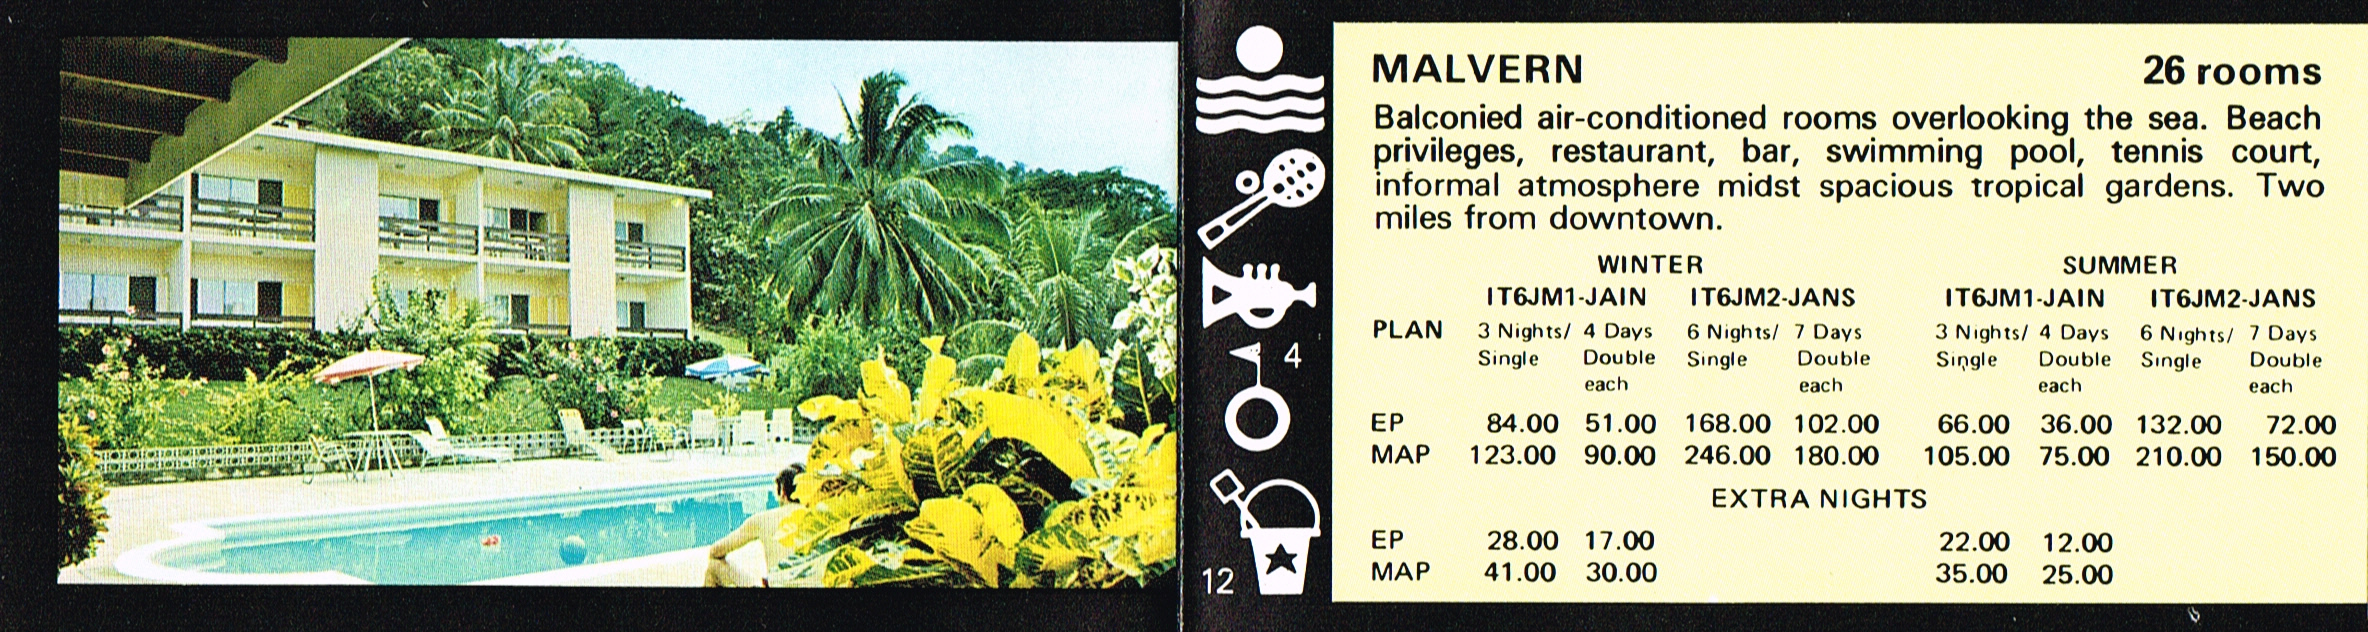 MALVERN 26 rooms
Balconied air-conditioned rooms overlooking the sea. Beach
privileges, restaurant, bar, swimming pool, tennis court,
informal atmosphere midst spacious tropical gardens. Two
miles from downtown.
WINTER SUMMER
IT6JM1-JAIN IT6JM2-JANS IT6JM1-JAIN IT6JM2-JANS
PLAN 3 Nights/ 4 Days 6 Nights/ 7 Days 3 Nights/ 4 Days 6 Nights/ 7 Days
Single Double Single Double Single Double Single Double
each each each each
EP 84.00 51.00 168.00 102.00 66.00 36.00 132.00 72.00
MAP 123.00 90.00 246.00 180.00 105.00 75.00 210.00 150.00
EXTRA NIGHTS
EP 28.00 17.00 22.00 12.00
MAP 41.00 30.00 35.00 25.00
4
12